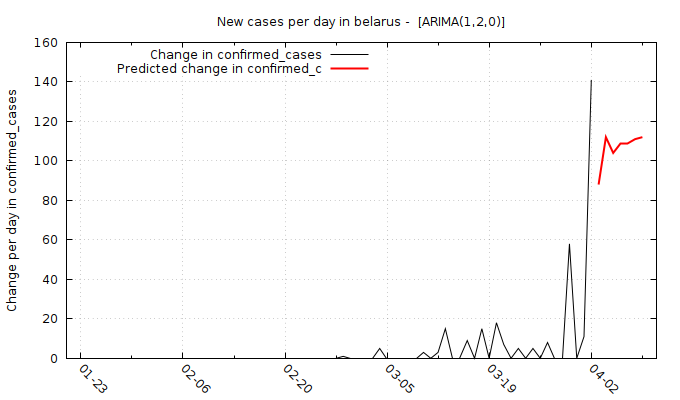 New cases per day in belarus -  [ARIMA(1,2,0)]
Change in confirmed_cases
Predicted change in confirmed_c
Change per day in confirmed_cases
160
140
120
100
80
60
40
20
0
01-23 02-06 02-20 03-05 03-19 04-02